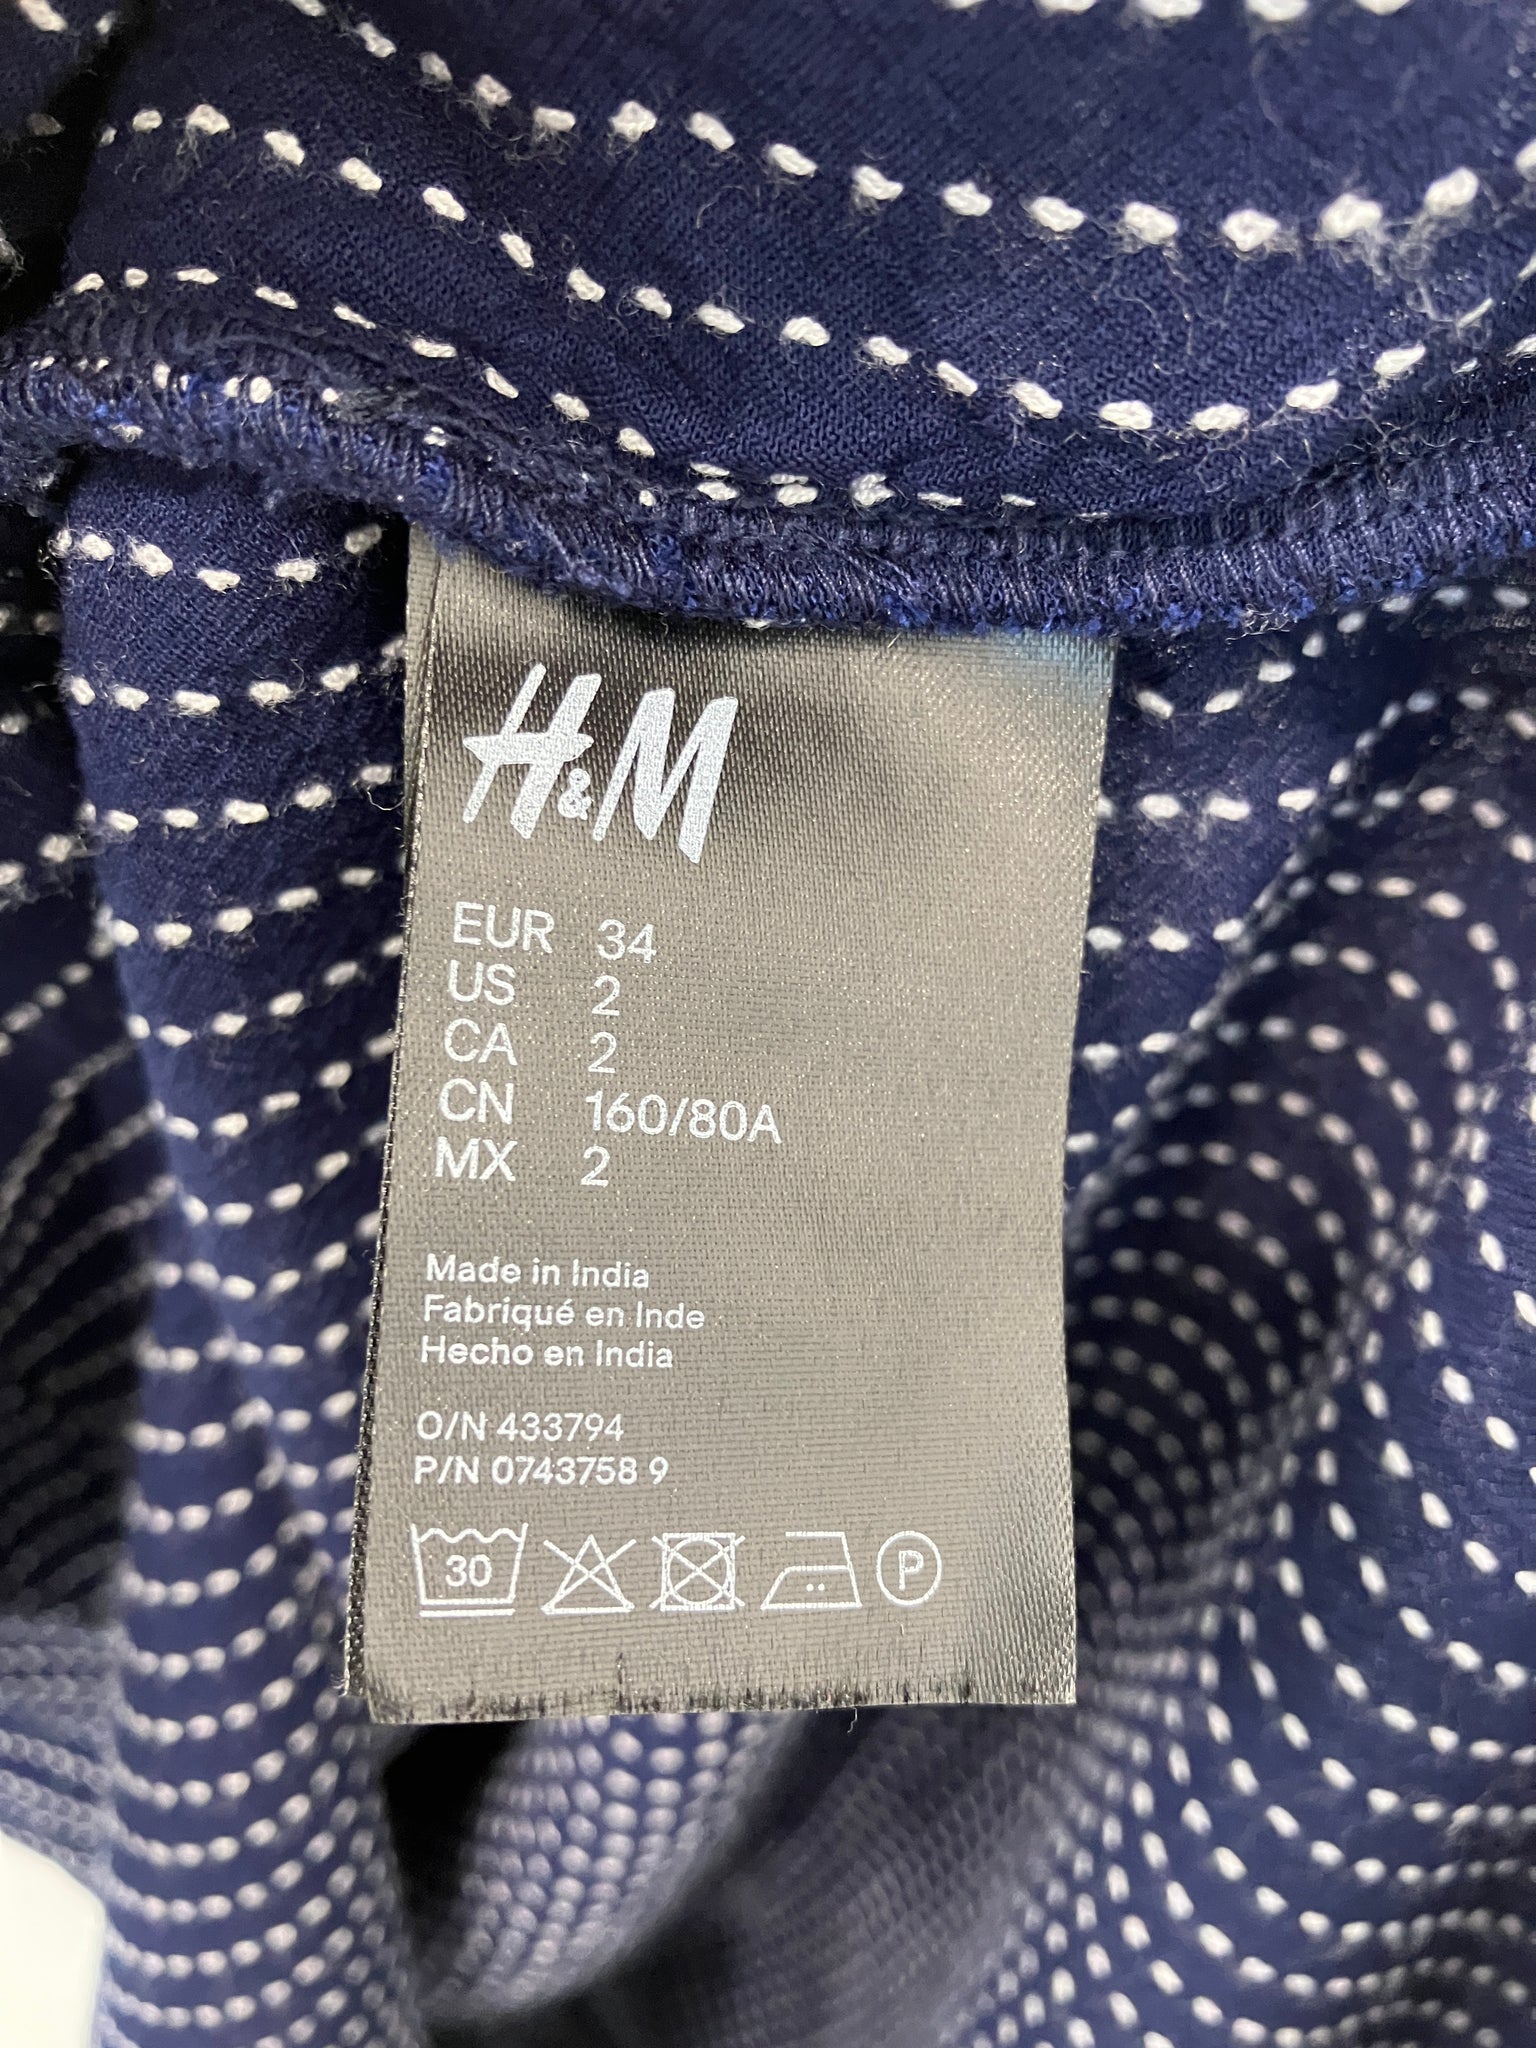 H&M
EUR 34
US 2
CA 2
CN 160/80A
MX 2
Made in India
Fabriqué en Inde
Hecho en India
O/N 433794
P/N 0743758 9
30 P